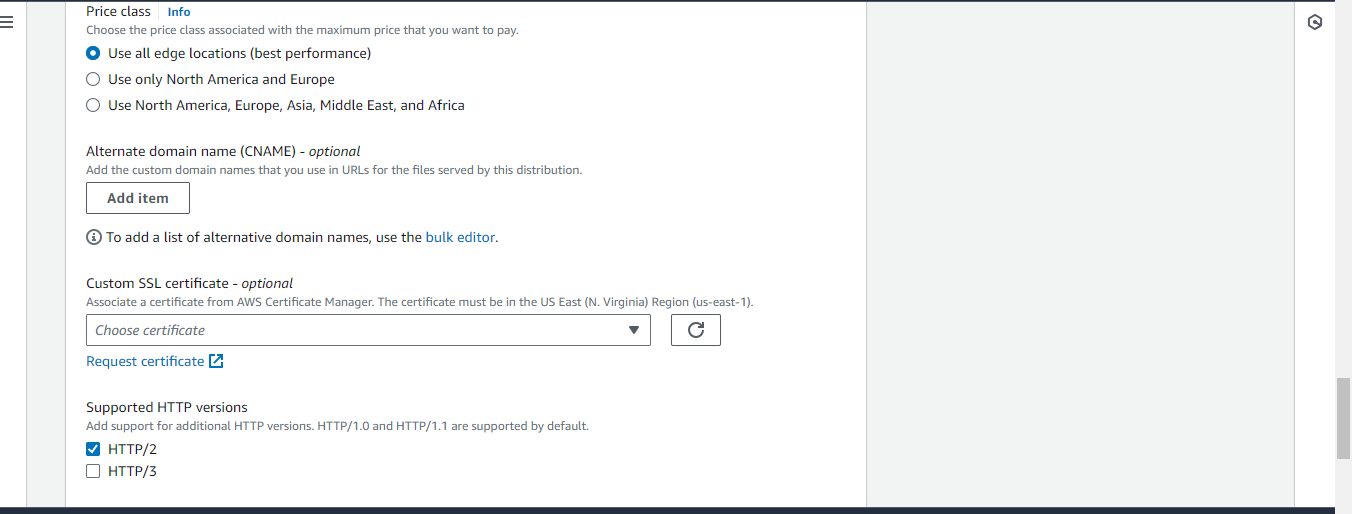 Price class Info
Choose the price class associated with the maximum price that you want to pay.
Use all edge locations (best performance)
Use only North America and Europe
Use North America, Europe, Asia, Middle East, and Africa
Alternate domain name (CNAME) - optional
Add the custom domain names that you use in URLs for the files served by this distribution.
Add item
To add a list of alternative domain names, use the bulk editor.
Custom SSL certificate - optional
Associate a certificate from AWS Certificate Manager. The certificate must be in the US East (N. Virginia) Region (us-east-1).
Choose certificate
Request certificate
Supported HTTP versions
Add support for additional HTTP versions. HTTP/1.0 and HTTP/1.1 are supported by default.
HTTP/2
HTTP/3